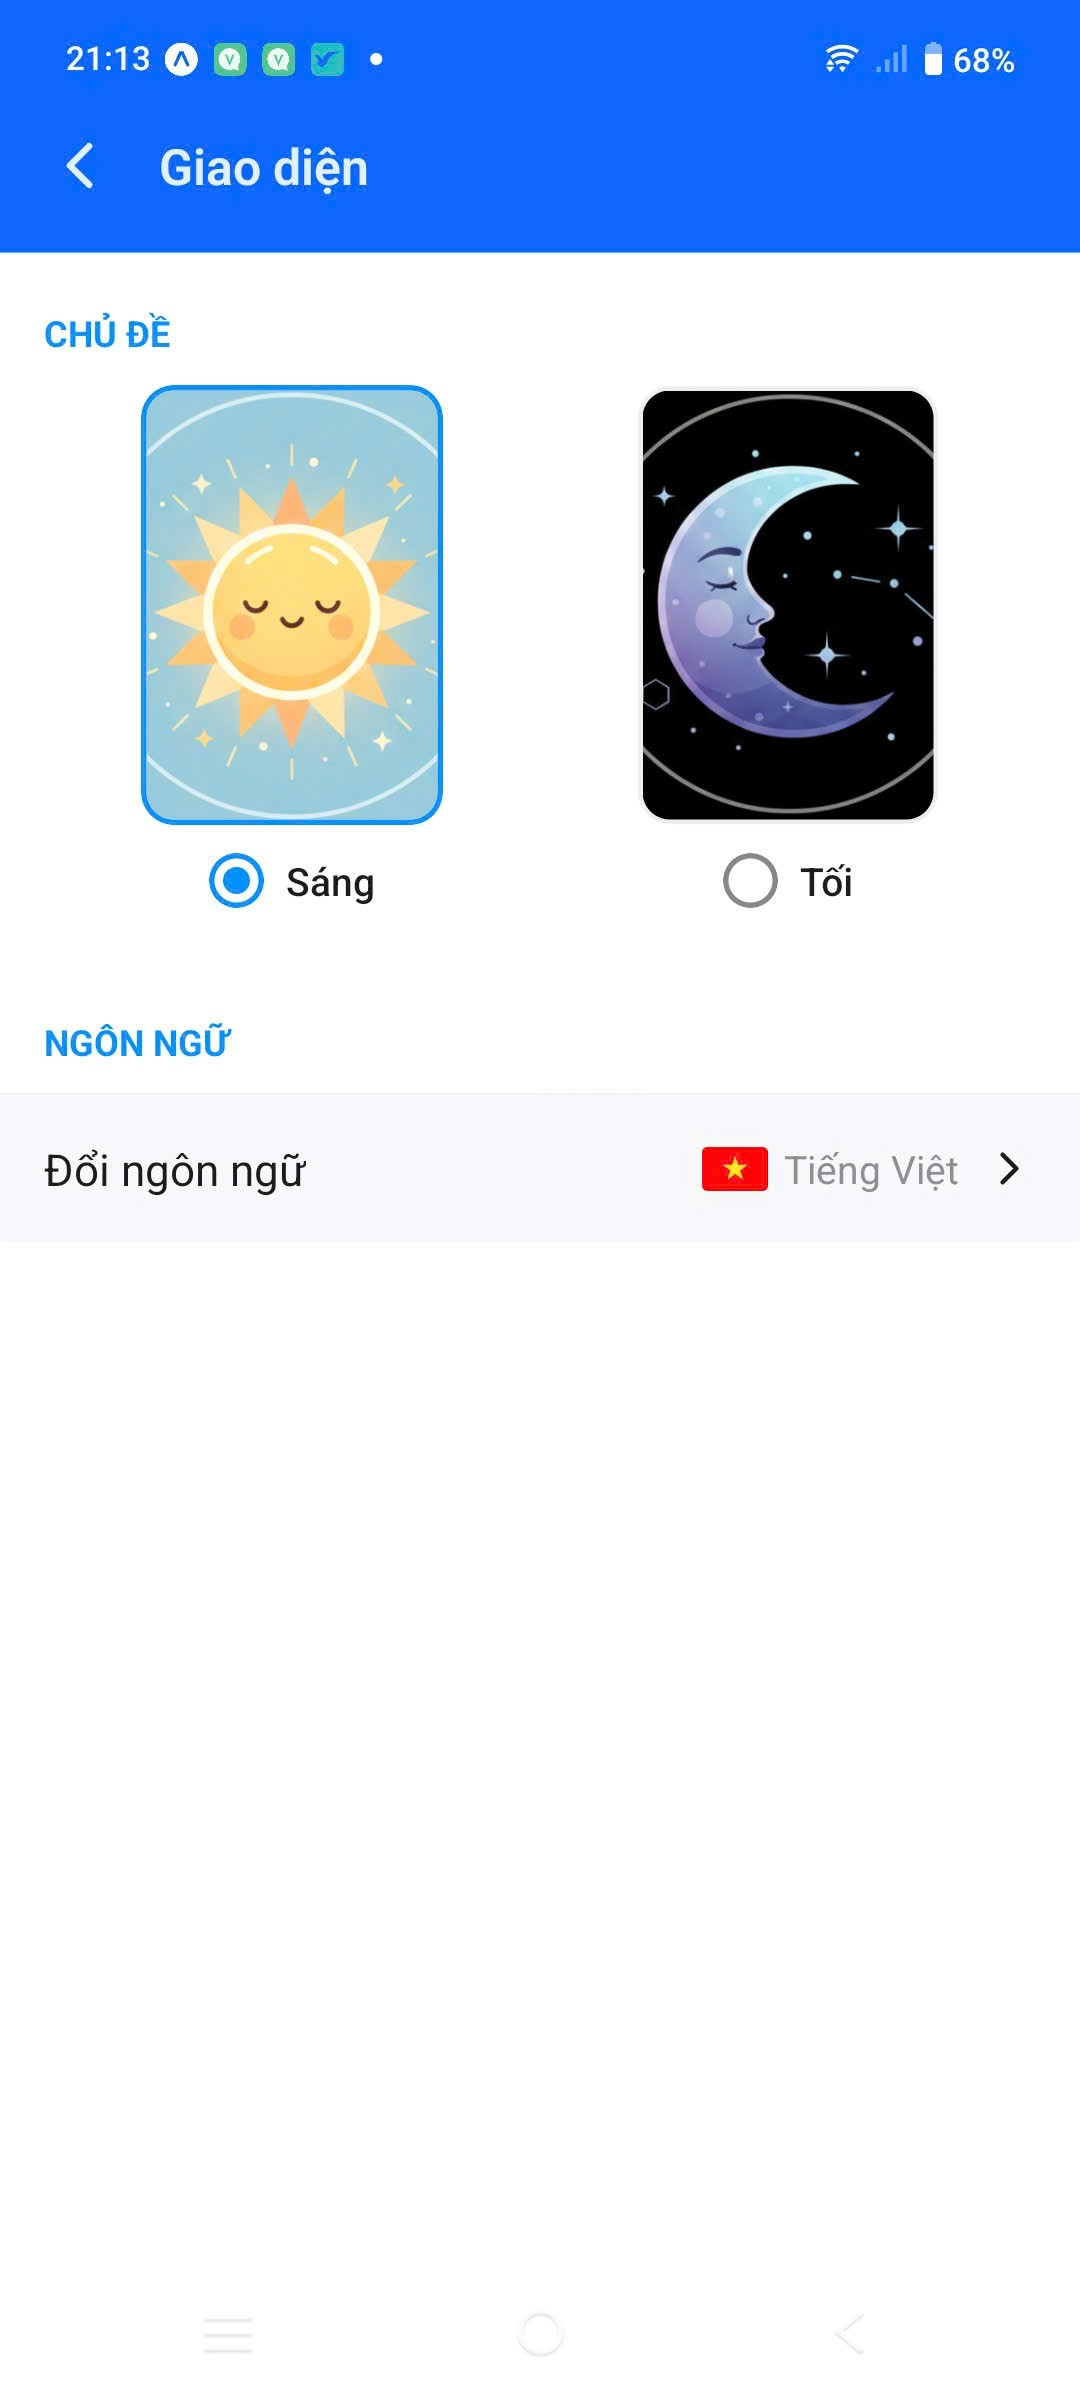 21:13
68%
Giao diện
CHỦ ĐỀ
Sáng
Tối
NGÔN NGỮ
Đổi ngôn ngữ
Tiếng Việt